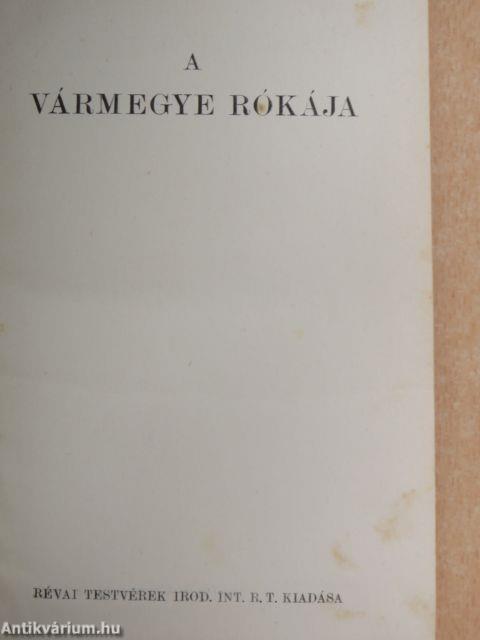 A
VÁRMEGYE RÓKÁJA
RÉVAI TESTVÉREK IROD. INT. R. T. KIADÁSA
Antikvárium.hu